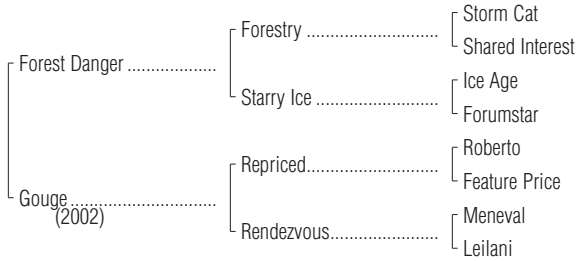 Storm Cat
Forestry ................................
Shared Interest
Forest Danger ....................
Ice Age
Starry Ice .............................
Forumstar
Roberto
Repriced................................
Feature Price
Gouge.................................
(2002)
Meneval
Rendezvous.........................
Leilani